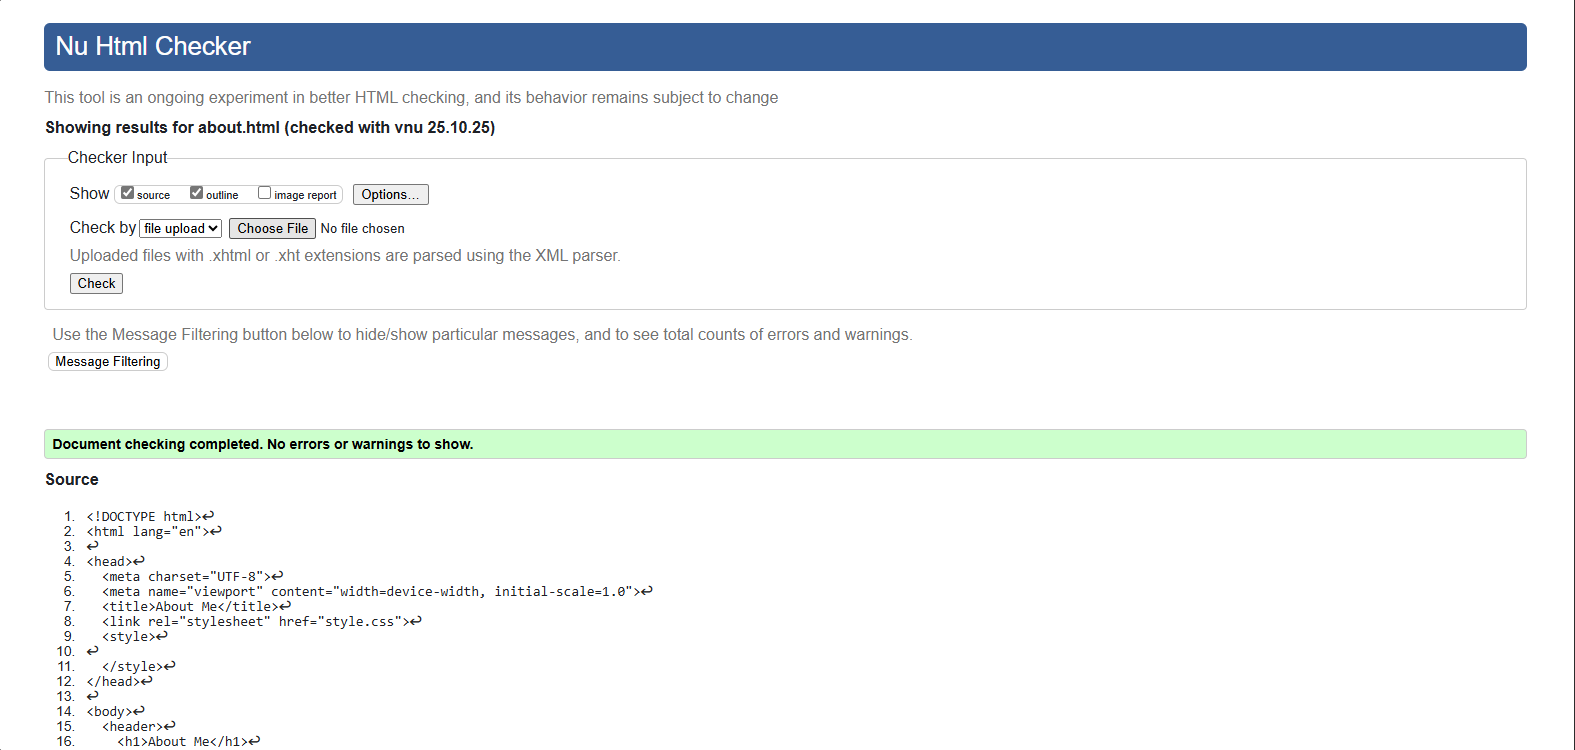 Nu Html Checker
This tool is an ongoing experiment in better HTML checking, and its behavior remains subject to change
Showing results for about.html (checked with vnu 25.10.25)
Checker Input
Show source outline image report Options...
Check by file upload Choose File No file chosen
Uploaded files with .xhtml or .xht extensions are parsed using the XML parser.
Check
Use the Message Filtering button below to hide/show particular messages, and to see total counts of errors and warnings.
Message Filtering
Document checking completed. No errors or warnings to show.
Source
1. <!DOCTYPE html>↩
2. <html lang="en">↩
3. ↩
4. <head>↩
5.   <meta charset="UTF-8">↩
6.   <meta name="viewport" content="width=device-width, initial-scale=1.0">↩
7.   <title>About Me</title>↩
8.   <link rel="stylesheet" href="style.css">↩
9.   <style>↩
10. ↩
11.   </style>↩
12. </head>↩
13. ↩
14. <body>↩
15.   <header>↩
16.     <h1>About Me</h1>↩